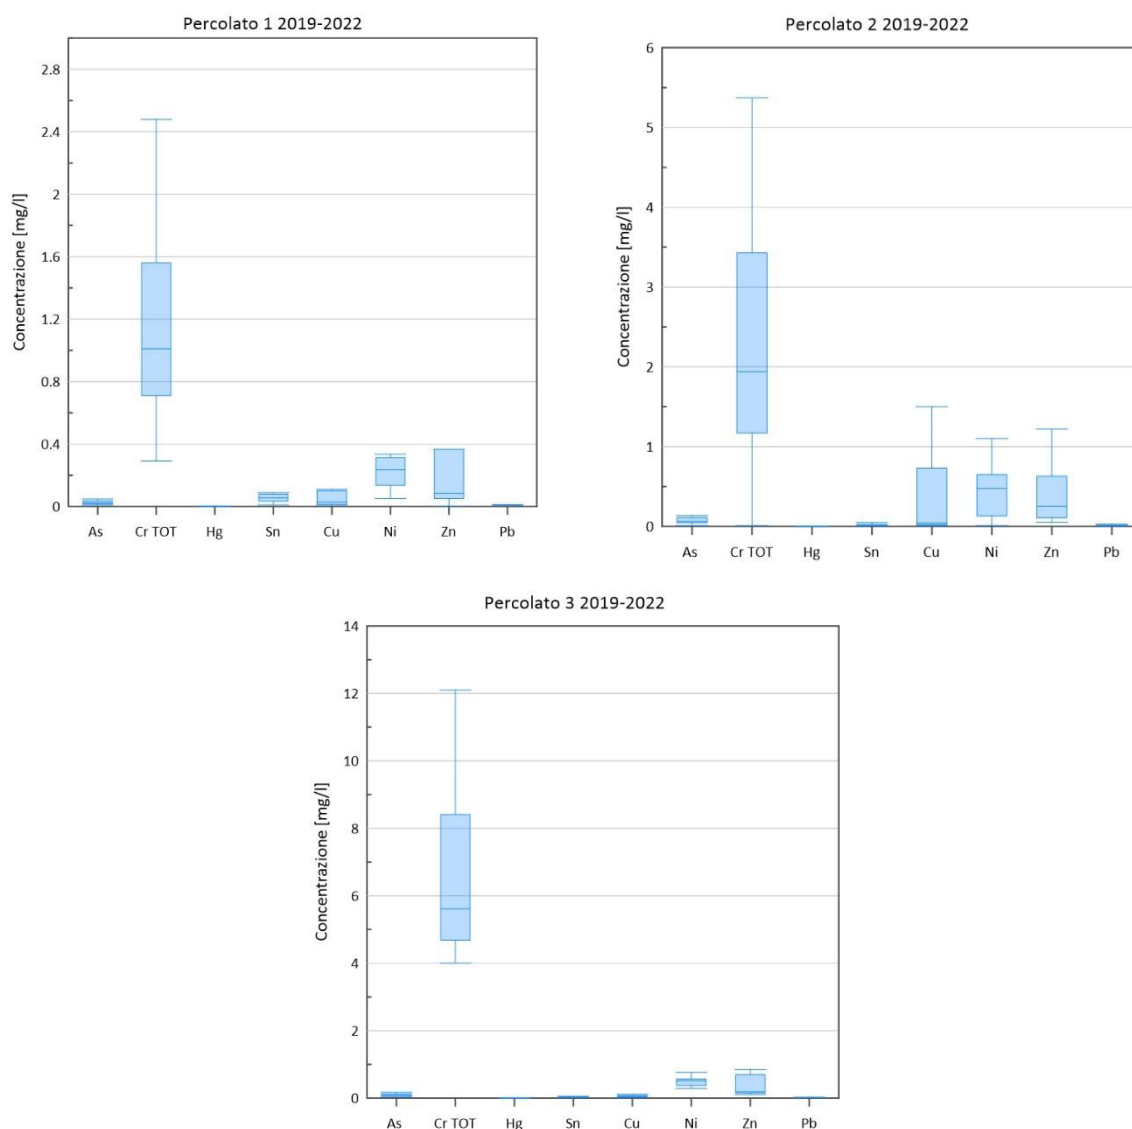 Percolato 1 2019-2022
Concentrazione [mg/l]
2.8
2.4
2
1.6
1.2
0.8
0.4
0
As Cr TOT Hg Sn Cu Ni Zn Pb
Percolato 2 2019-2022
Concentrazione [mg/l]
6
5
4
3
2
1
0
As Cr TOT Hg Sn Cu Ni Zn Pb
Percolato 3 2019-2022
Concentrazione [mg/l]
14
12
10
8
6
4
2
0
As Cr TOT Hg Sn Cu Ni Zn Pb